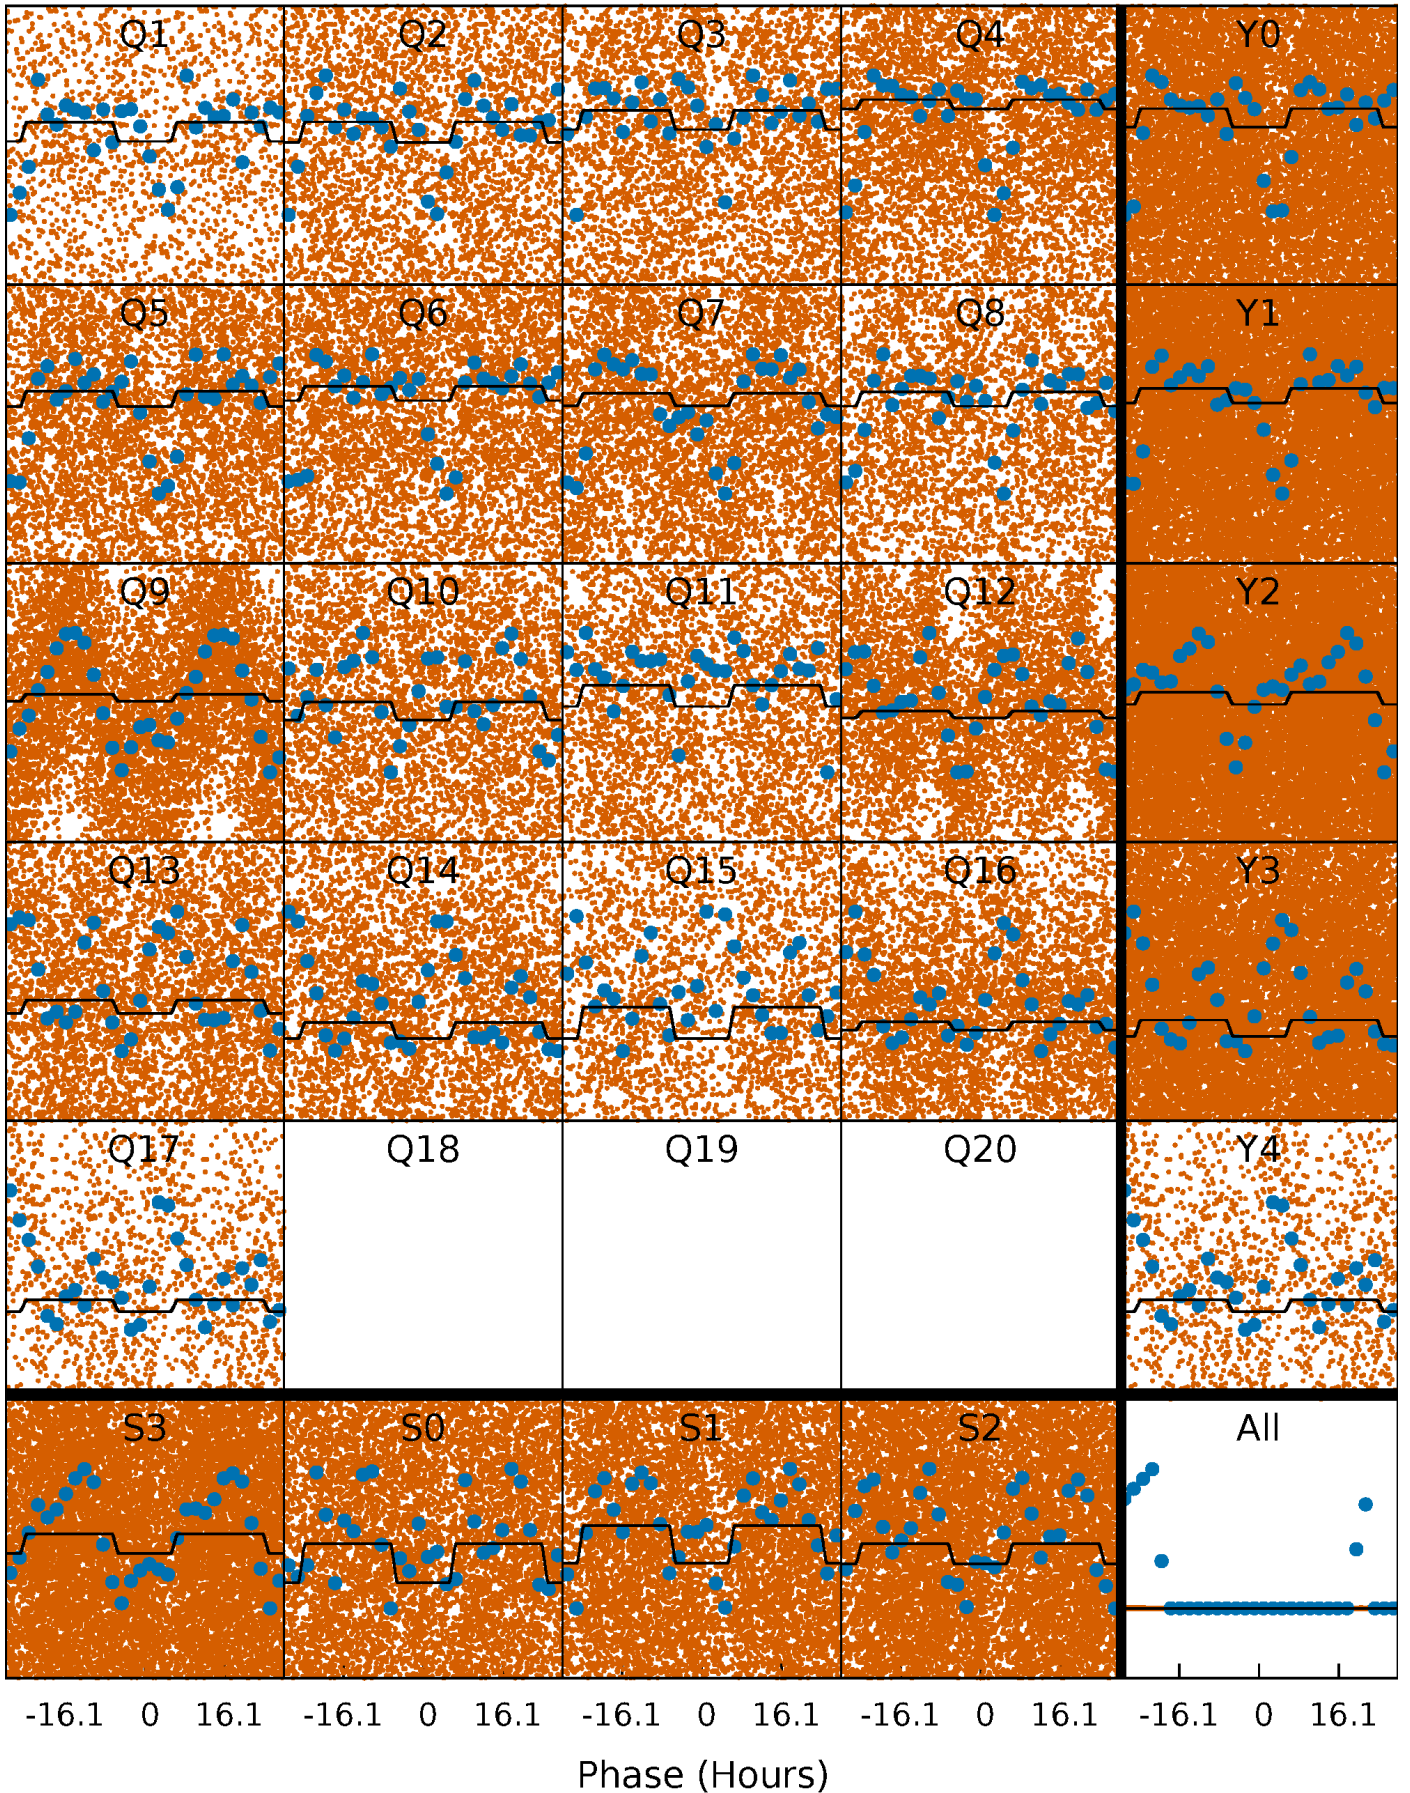 Q1 Q2 Q3 Q4 Y0
Q5 Q6 Q7 Q8 Y1
Q9 Q10 Q11 Q12 Y2
Q13 Q14 Q15 Q16 Y3
Q17 Q18 Q19 Q20 Y4
S3 S0 S1 S2 All
-16.1 0 16.1 -16.1 0 16.1 -16.1 0 16.1 -16.1 0 16.1 -16.1 0 16.1
Phase (Hours)